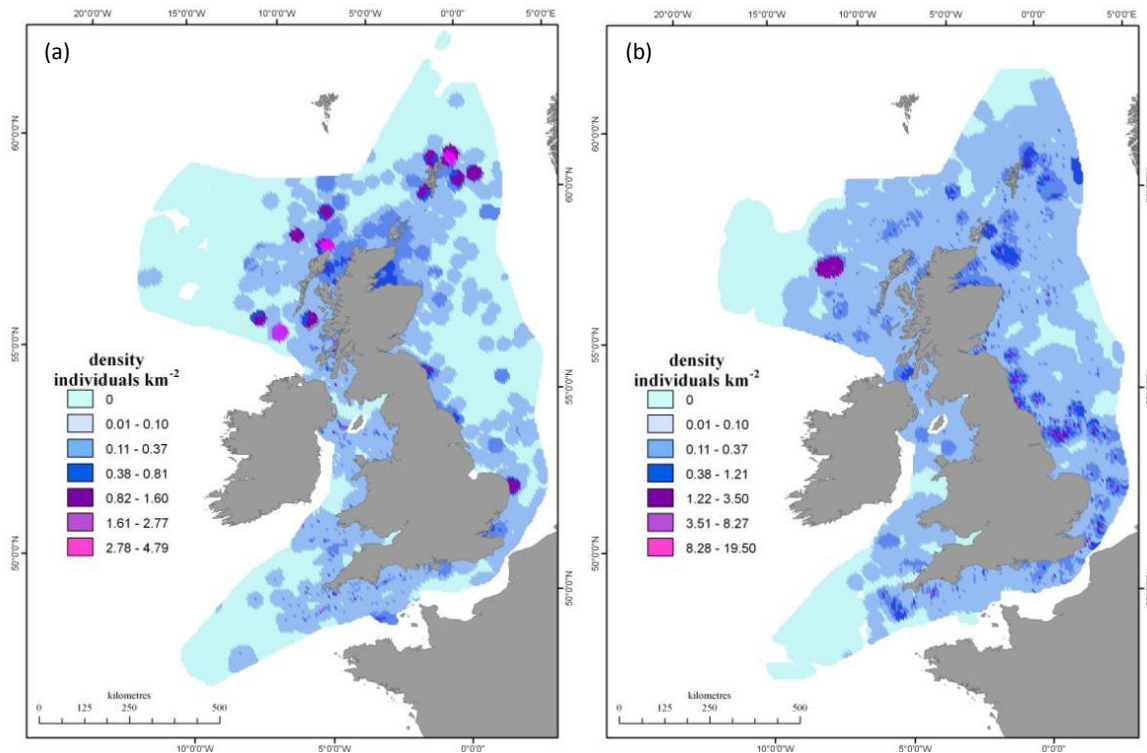 20°0'0"W 15°0'0"W 10°0'0"W 5°0'0"W 0°0'0" 5°0'0"E
(a)
60°0'0"N
60°0'0"N
55°0'0"N
55°0'0"N
50°0'0"N
50°0'0"N
density
individuals km-2
0
0.01 - 0.10
0.11 - 0.37
0.38 - 0.81
0.82 - 1.60
1.61 - 2.77
2.78 - 4.79
kilometres
0 125 250 500
10°0'0"W 5°0'0"W 0°0'0"
15°0'0"W 10°0'0"W 5°0'0"W 0°0'0" 5°0'0"E
(b)
60°0'0"N
55°0'0"N
50°0'0"N
density
individuals km-2
0
0.01 - 0.10
0.11 - 0.37
0.38 - 1.21
1.22 - 3.50
3.51 - 8.27
8.28 - 19.50
kilometres
0 125 250 500
10°0'0"W 5°0'0"W 0°0'0"